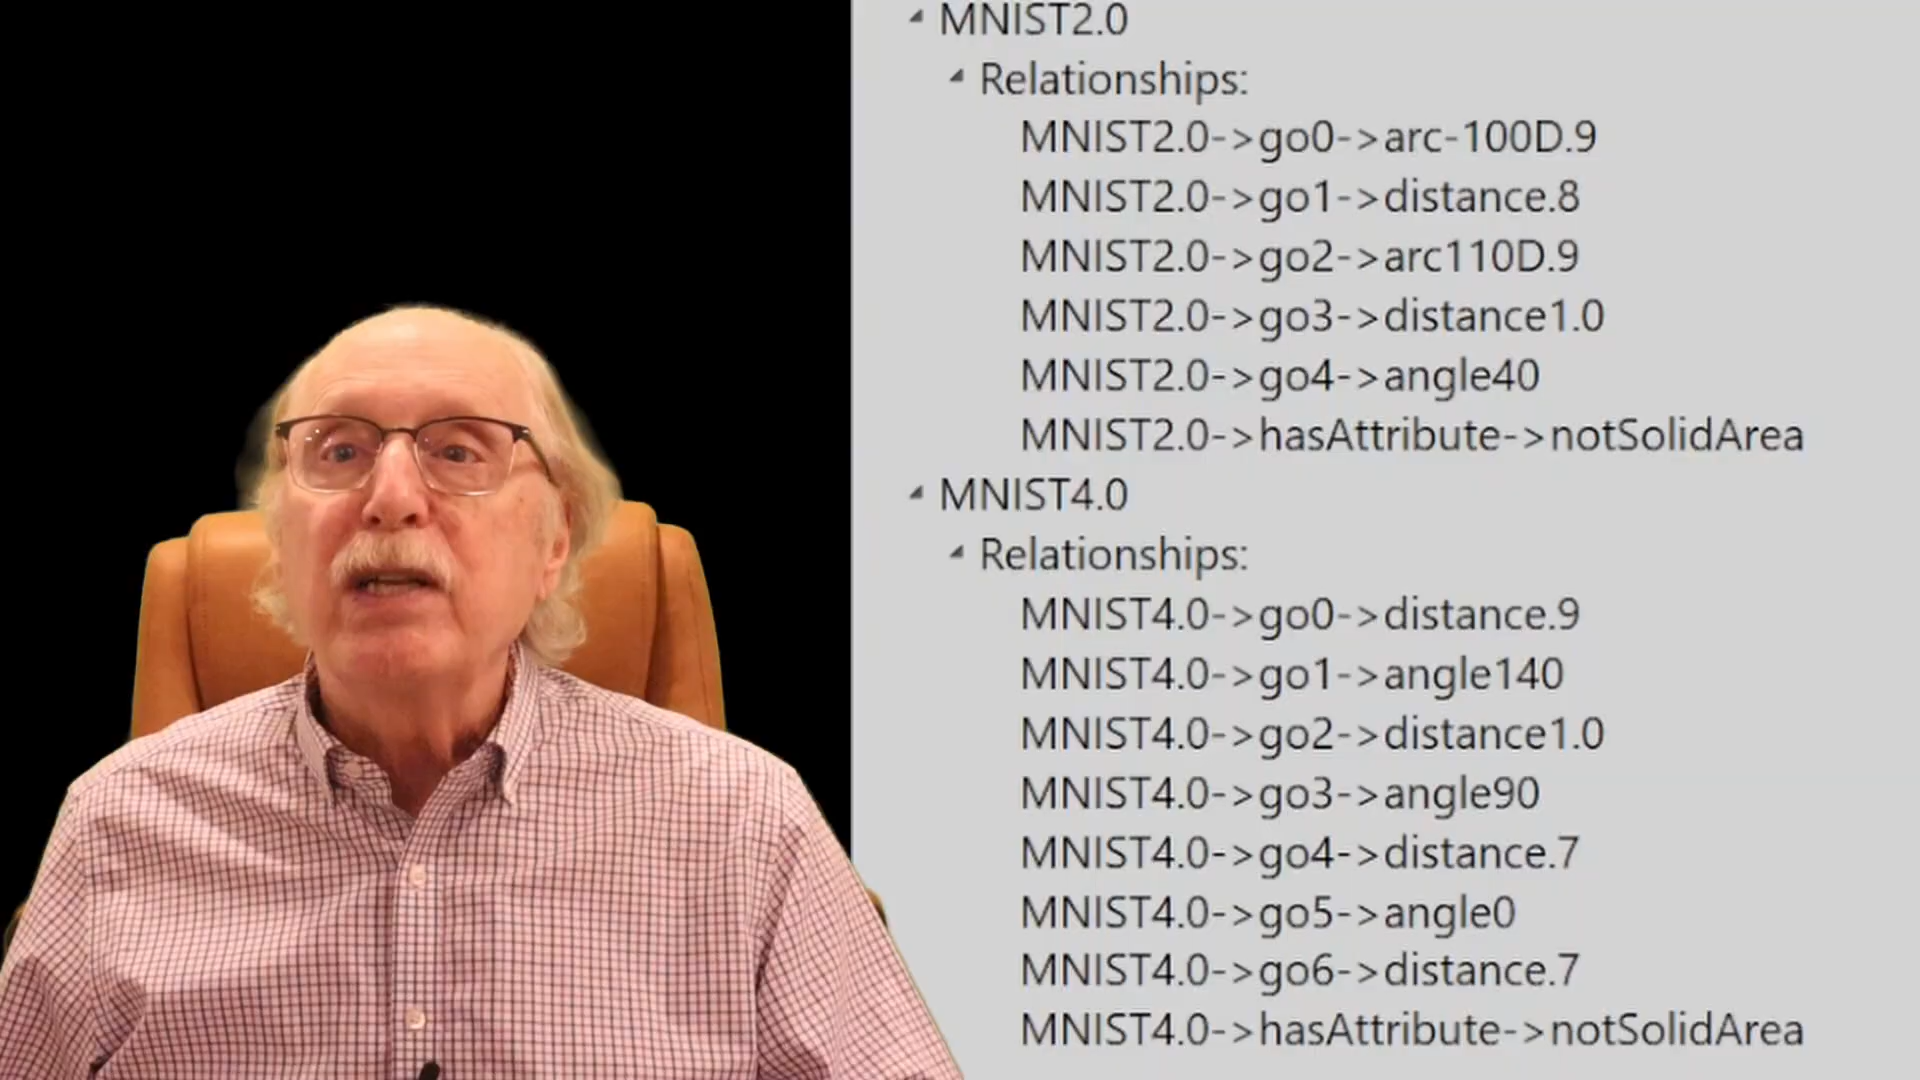 MNIST2.0
Relationships:
MNIST2.0->go0->arc-100D.9
MNIST2.0->go1->distance.8
MNIST2.0->go2->arc110D.9
MNIST2.0->go3->distance1.0
MNIST2.0->go4->angle40
MNIST2.0->hasAttribute->notSolidArea
MNIST4.0
Relationships:
MNIST4.0->go0->distance.9
MNIST4.0->go1->angle140
MNIST4.0->go2->distance1.0
MNIST4.0->go3->angle90
MNIST4.0->go4->distance.7
MNIST4.0->go5->angle0
MNIST4.0->go6->distance.7
MNIST4.0->hasAttribute->notSolidArea